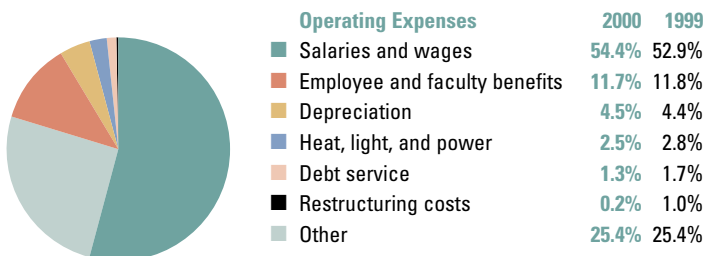 Operating Expenses 2000 1999
Salaries and wages 54.4% 52.9%
Employee and faculty benefits 11.7% 11.8%
Depreciation 4.5% 4.4%
Heat, light, and power 2.5% 2.8%
Debt service 1.3% 1.7%
Restructuring costs 0.2% 1.0%
Other 25.4% 25.4%